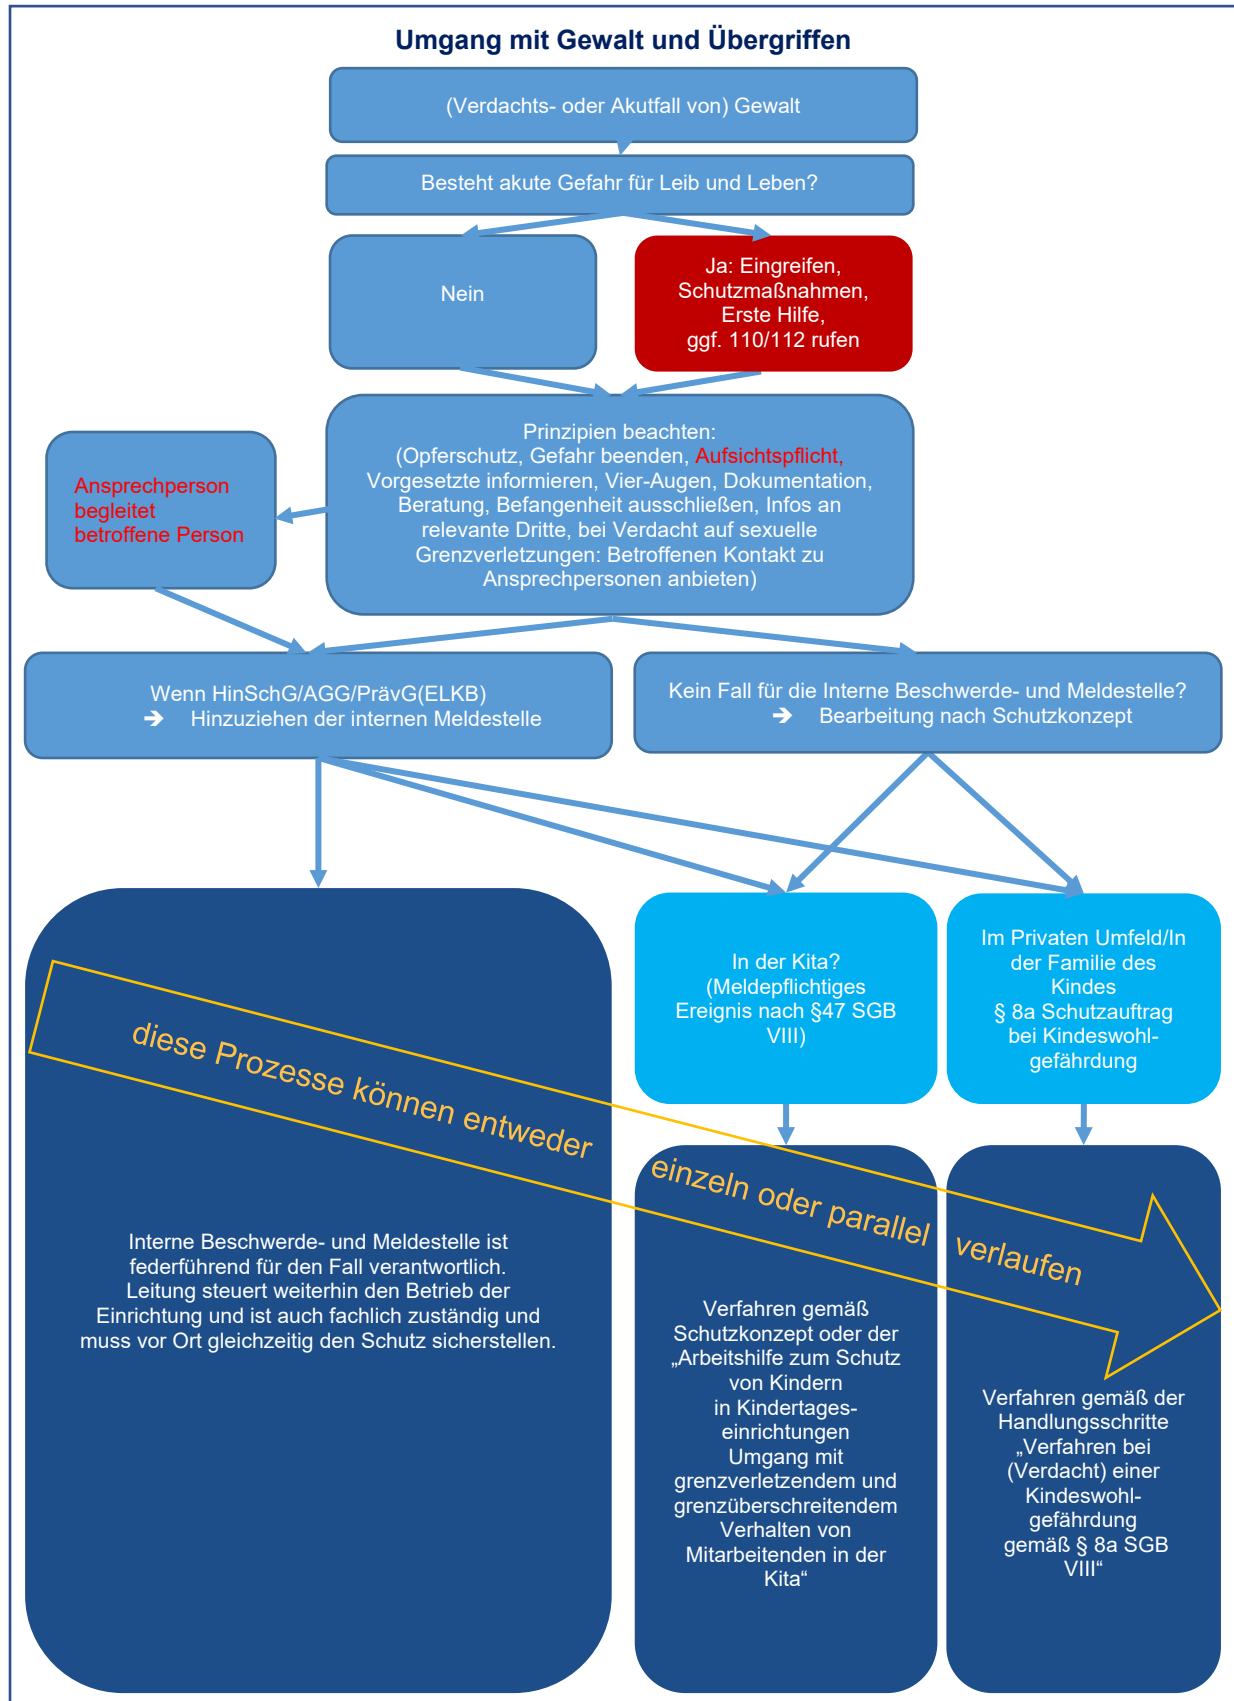 Umgang mit Gewalt und Übergriffen
(Verdachts- oder Akutfall von) Gewalt
Besteht akute Gefahr für Leib und Leben?
Nein
Ja: Eingreifen,
Schutzmaßnahmen,
Erste Hilfe,
ggf. 110/112 rufen
Prinzipien beachten:
(Opferschutz, Gefahr beenden, Aufsichtspflicht,
Vorgesetzte informieren, Vier-Augen, Dokumentation,
Beratung, Befangenheit ausschließen, Infos an
relevante Dritte, bei Verdacht auf sexuelle
Grenzverletzungen: Betroffenen Kontakt zu
Ansprechpersonen anbieten)
Ansprechperson
begleitet
betroffene Person
Wenn HinSchG/AGG/PrävG(ELKB)
➔ Hinzuziehen der internen Meldestelle
Kein Fall für die Interne Beschwerde- und Meldestelle?
➔ Bearbeitung nach Schutzkonzept
In der Kita?
(Meldepflichtiges
Ereignis nach §47 SGB
VIII)
Im Privaten Umfeld/In
der Familie des
Kindes
§ 8a Schutzauftrag
bei Kindeswohl-
gefährdung
diese Prozesse können entweder einzeln oder parallel verlaufen
Interne Beschwerde- und Meldestelle ist
federführend für den Fall verantwortlich.
Leitung steuert weiterhin den Betrieb der
Einrichtung und ist auch fachlich zuständig und
muss vor Ort gleichzeitig den Schutz sicherstellen.
Verfahren gemäß
Schutzkonzept oder der
„Arbeitshilfe zum Schutz
von Kindern
in Kindertages-
einrichtungen
Umgang mit
grenzverletzendem und
grenzüberschreitendem
Verhalten von
Mitarbeitenden in der
Kita“
Verfahren gemäß der
Handlungsschritte
„Verfahren bei
(Verdacht) einer
Kindeswohl-
gefährdung
gemäß § 8a SGB
VIII“